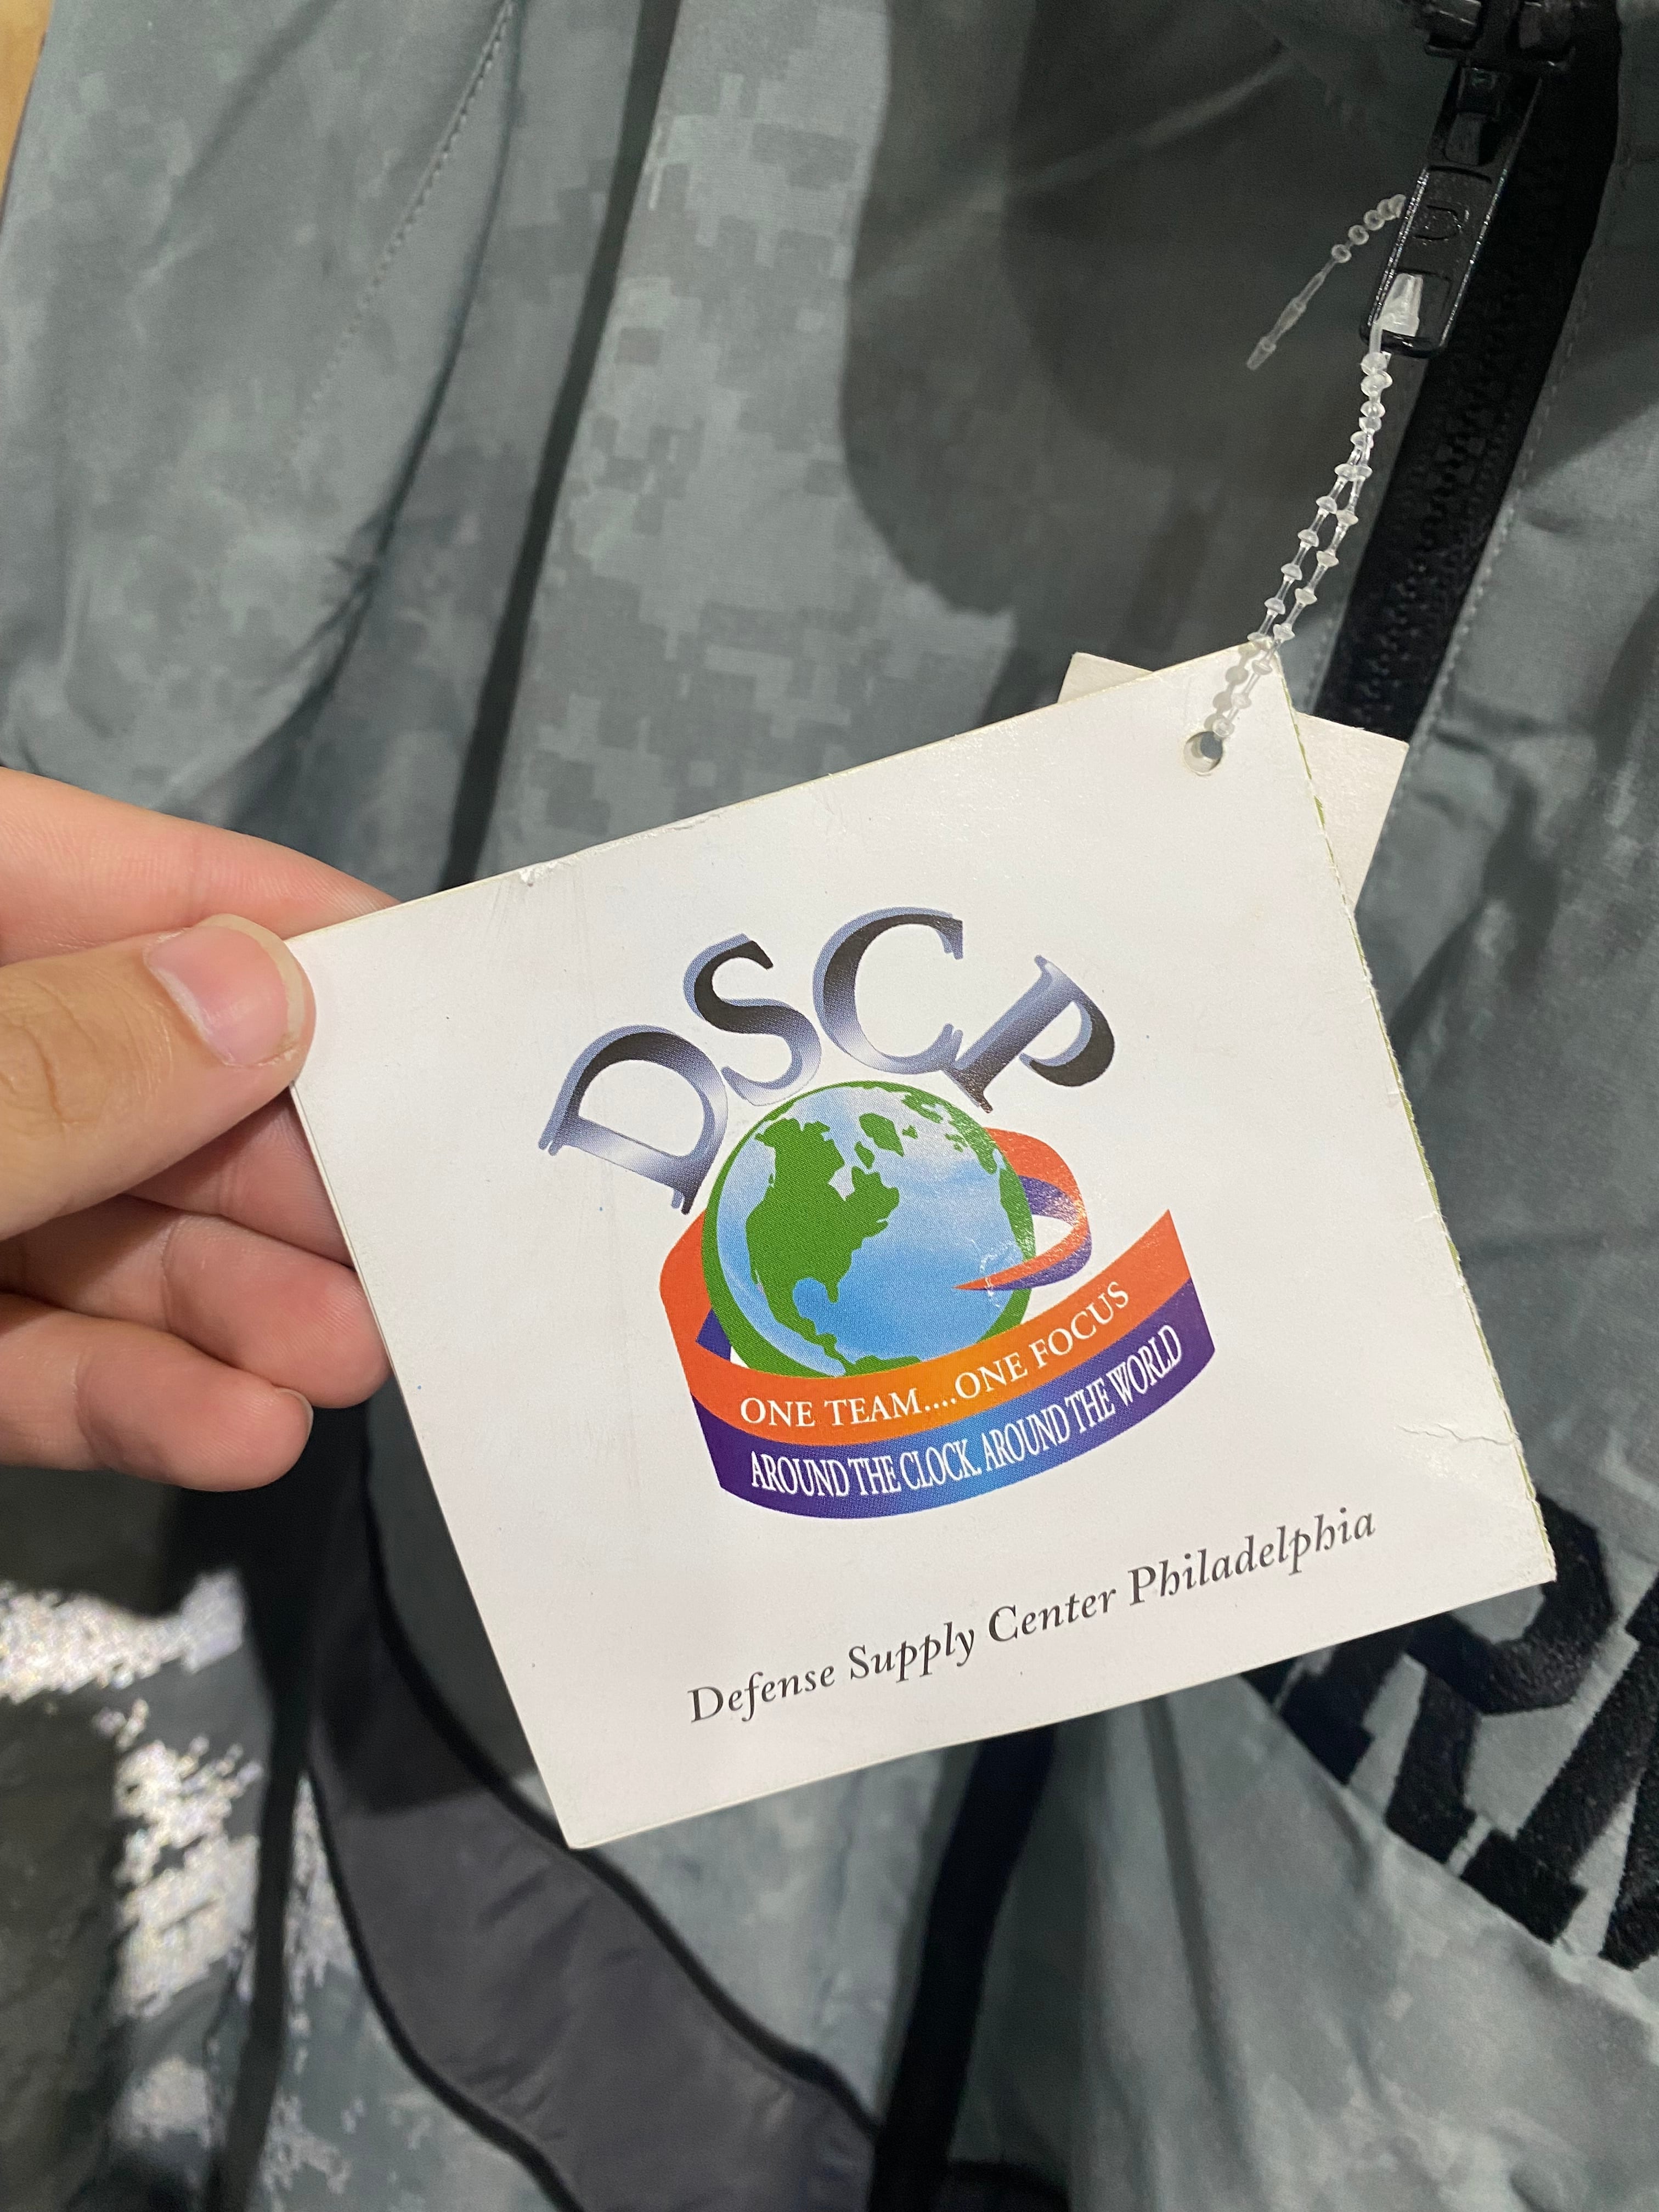 DSCP
ONE TEAM....ONE FOCUS
AROUND THE CLOCK, AROUND THE WORLD
Defense Supply Center Philadelphia